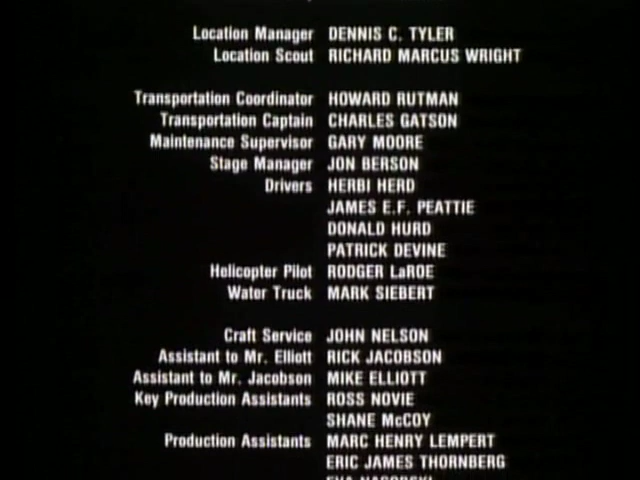 Location Manager DENNIS C. TYLER
Location Scout RICHARD MARCUS WRIGHT
Transportation Coordinator HOWARD RUTMAN
Transportation Captain CHARLES GATSON
Maintenance Supervisor GARY MOORE
Stage Manager JON BERSON
Drivers HERBI HERD
JAMES E.F. PEATTIE
DONALD HURD
PATRICK DEVINE
Helicopter Pilot RODGER LaROE
Water Truck MARK SIEBERT
Craft Service JOHN NELSON
Assistant to Mr. Elliott RICK JACOBSON
Assistant to Mr. Jacobson MIKE ELLIOTT
Key Production Assistants ROSS NOVIE
SHANE McCOY
Production Assistants MARC HENRY LEMPERT
ERIC JAMES THORNBERG